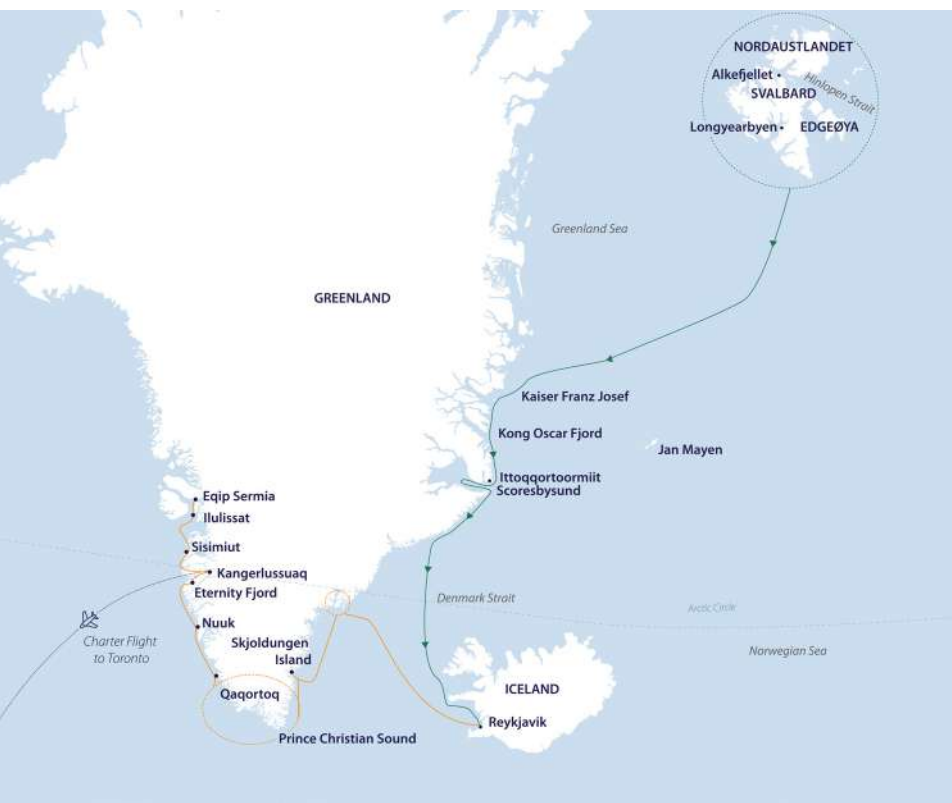 NORDAUSTLANDET
Alkefjellet
Hinlopen Strait
SVALBARD
Longyearbyen
EDGEØYA
Greenland Sea
GREENLAND
Kaiser Franz Josef
Kong Oscar Fjord
Jan Mayen
Ittoqqortoormiit
Scoresbysund
Eqip Sermia
Ilulissat
Sisimiut
Kangerlussuaq
Eternity Fjord
Denmark Strait
Arctic Circle
Nuuk
Charter Flight
to Toronto
Skjoldungen
Island
Norwegian Sea
Qaqortoq
ICELAND
Reykjavik
Prince Christian Sound